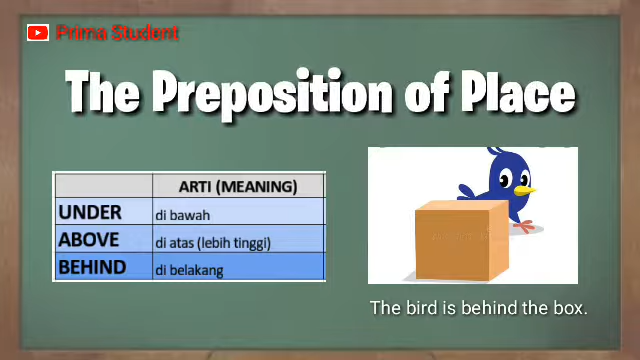 Prima Student
The Preposition of Place
ARTI (MEANING)
UNDER di bawah
ABOVE di atas (lebih tinggi)
BEHIND di belakang
The bird is behind the box.